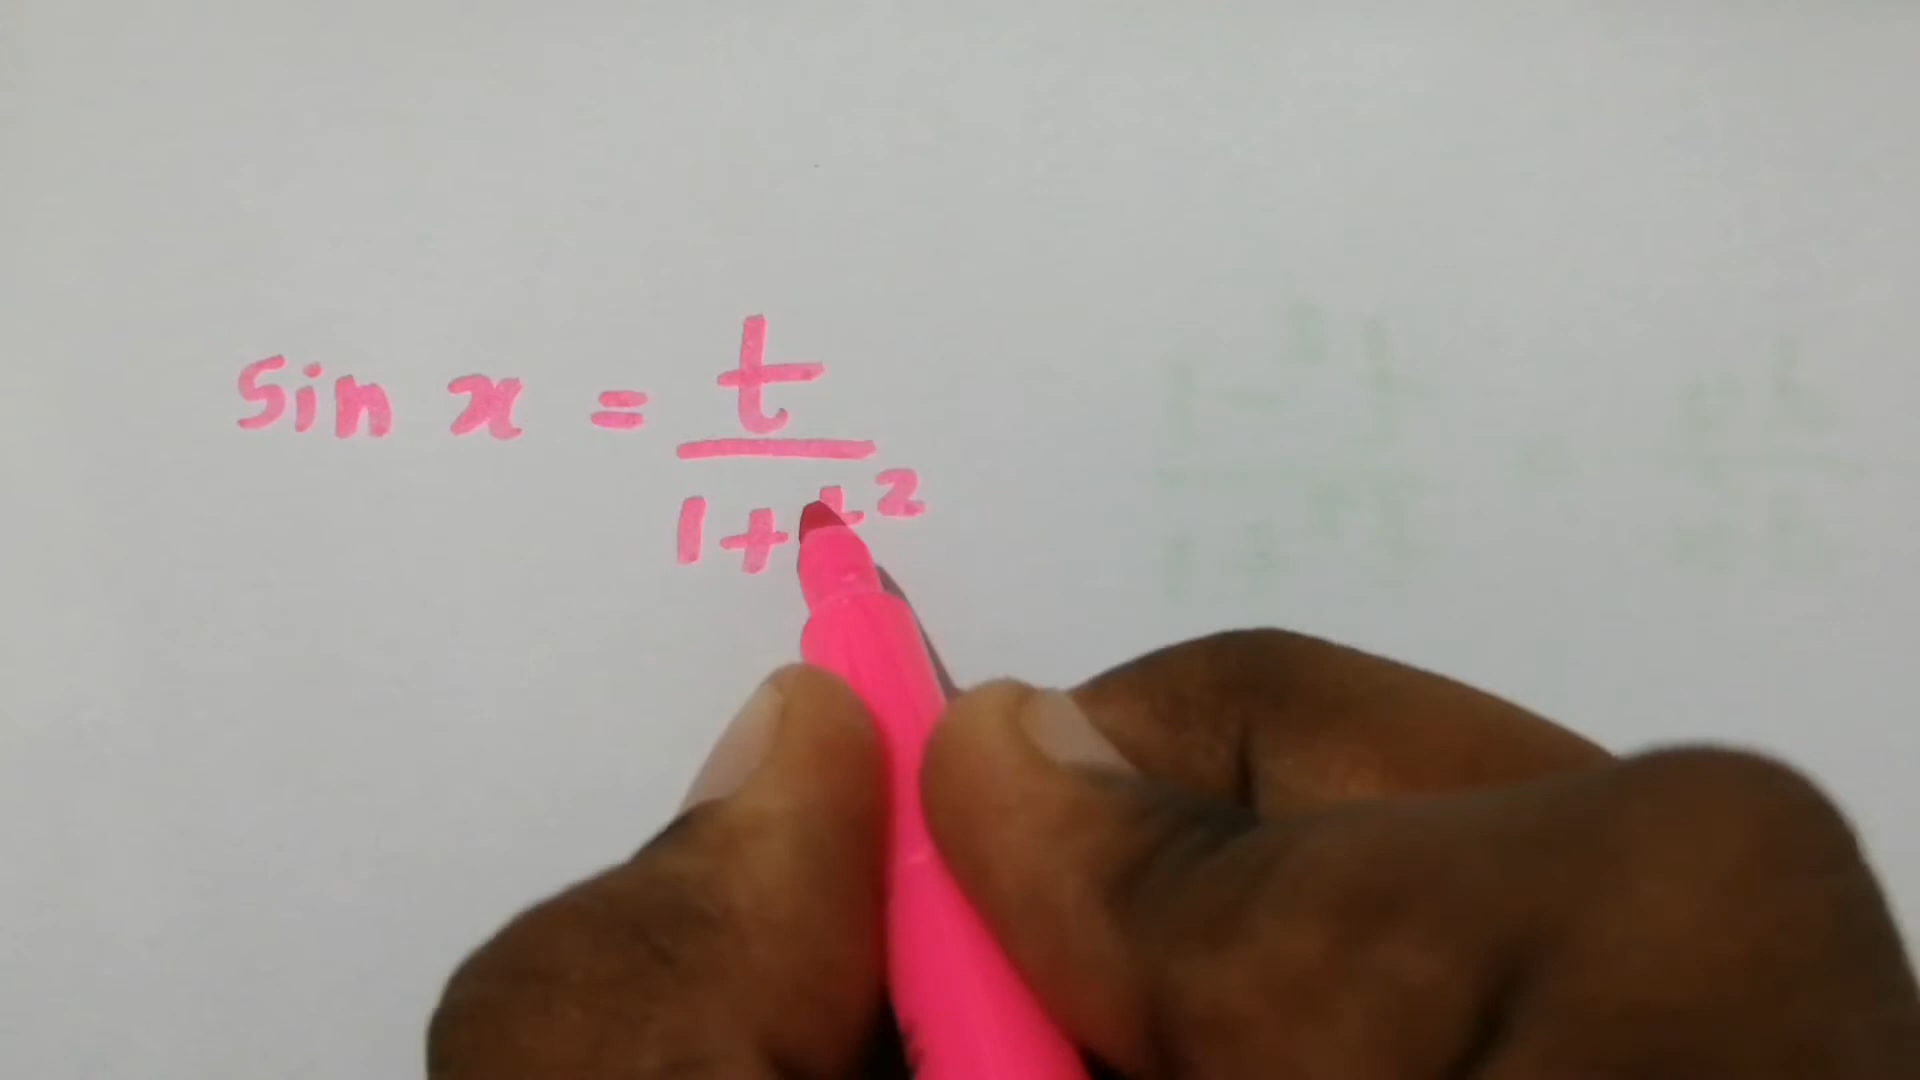 sin x = t/1+t²